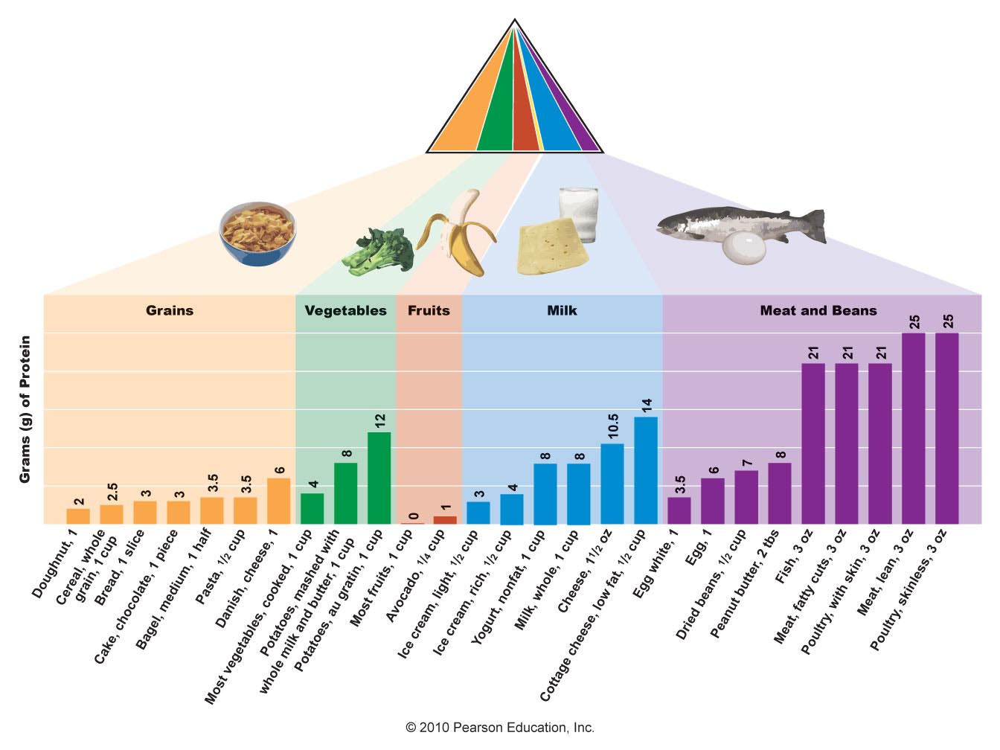 Grains
Vegetables
Fruits
Milk
Meat and Beans
Grams (g) of Protein
2
2.5
3
3
3.5
3.5
6
4
8
12
0
1
3
4
8
8
10.5
14
3.5
6
7
8
21
21
21
25
25
Doughnut, 1
Cereal, whole
grain, 1 cup
Bread, 1 slice
Cake, chocolate, 1 piece
Bagel, medium, 1 half
Pasta, 1/2 cup
Danish, cheese, 1
Most vegetables, cooked, 1 cup
Potatoes, mashed with
whole milk and butter, 1 cup
Potatoes, au gratin, 1 cup
Most fruits, 1 cup
Avocado, 1/4 cup
Ice cream, light, 1/2 cup
Ice cream, rich, 1/2 cup
Yogurt, nonfat, 1 cup
Milk, whole, 1 cup
Cheese, 1 1/2 oz
Cottage cheese, low fat, 1/2 cup
Egg white, 1
Egg, 1
Dried beans, 1/2 cup
Peanut butter, 2 tbs
Fish, 3 oz
Meat, fatty cuts, 3 oz
Poultry, with skin, 3 oz
Meat, lean, 3 oz
Poultry, skinless, 3 oz
© 2010 Pearson Education, Inc.